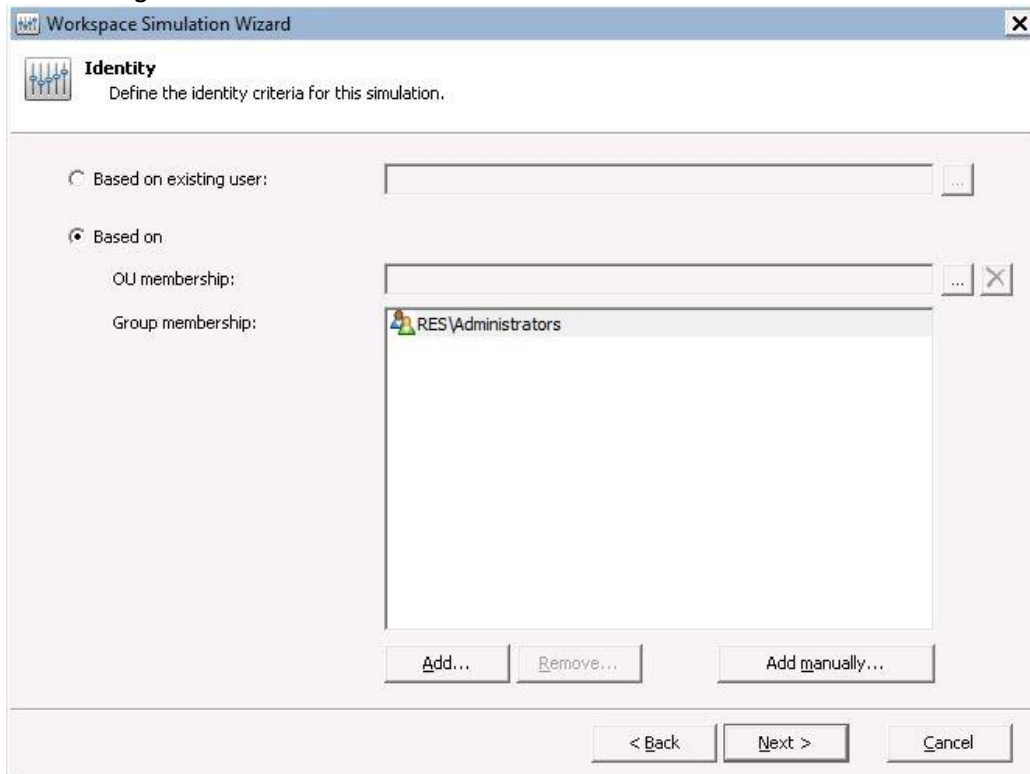 Workspace Simulation Wizard
Identity
Define the identity criteria for this simulation.
Based on existing user:
...
Based on
OU membership:
...
Group membership:
RES\Administrators
Add...
Remove...
Add manually...
< Back
Next >
Cancel